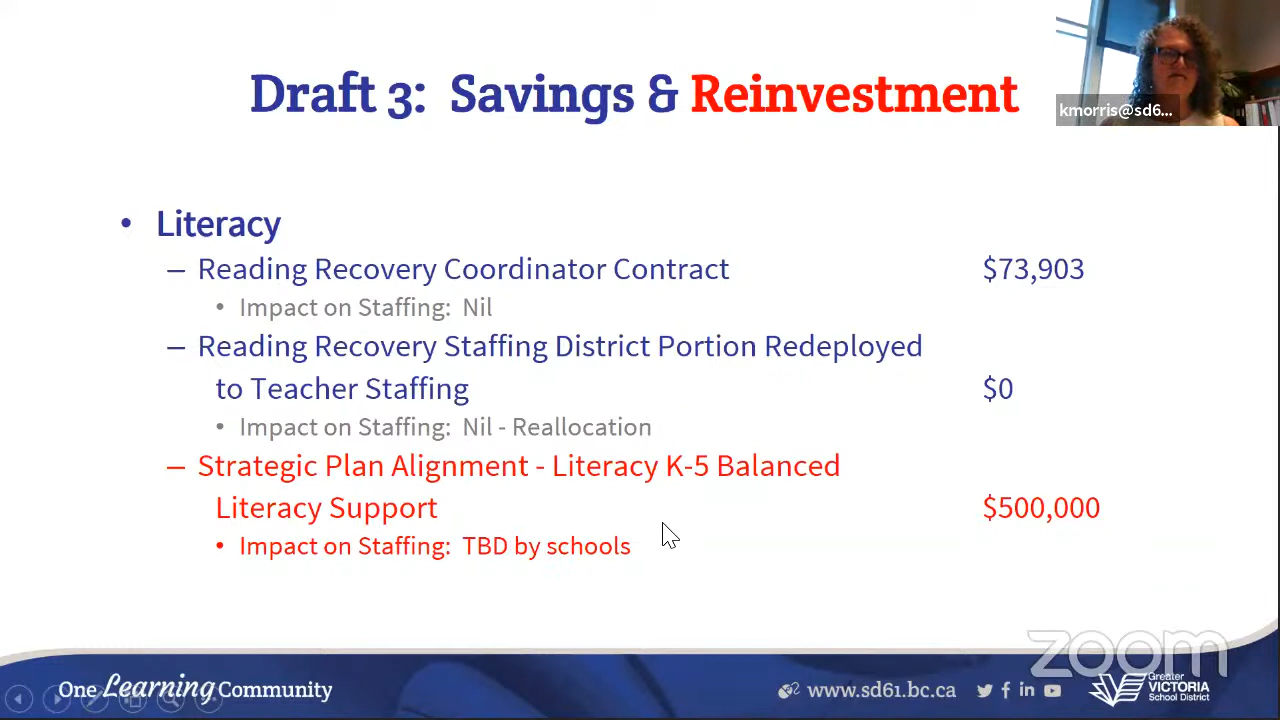 Draft 3: Savings & Reinvestment
kmorris@sd6...
• Literacy
– Reading Recovery Coordinator Contract $73,903
• Impact on Staffing: Nil
– Reading Recovery Staffing District Portion Redeployed
to Teacher Staffing $0
• Impact on Staffing: Nil - Reallocation
– Strategic Plan Alignment - Literacy K-5 Balanced
Literacy Support $500,000
• Impact on Staffing: TBD by schools
zoom
One Learning Community
www.sd61.bc.ca
Greater
VICTORIA
School District